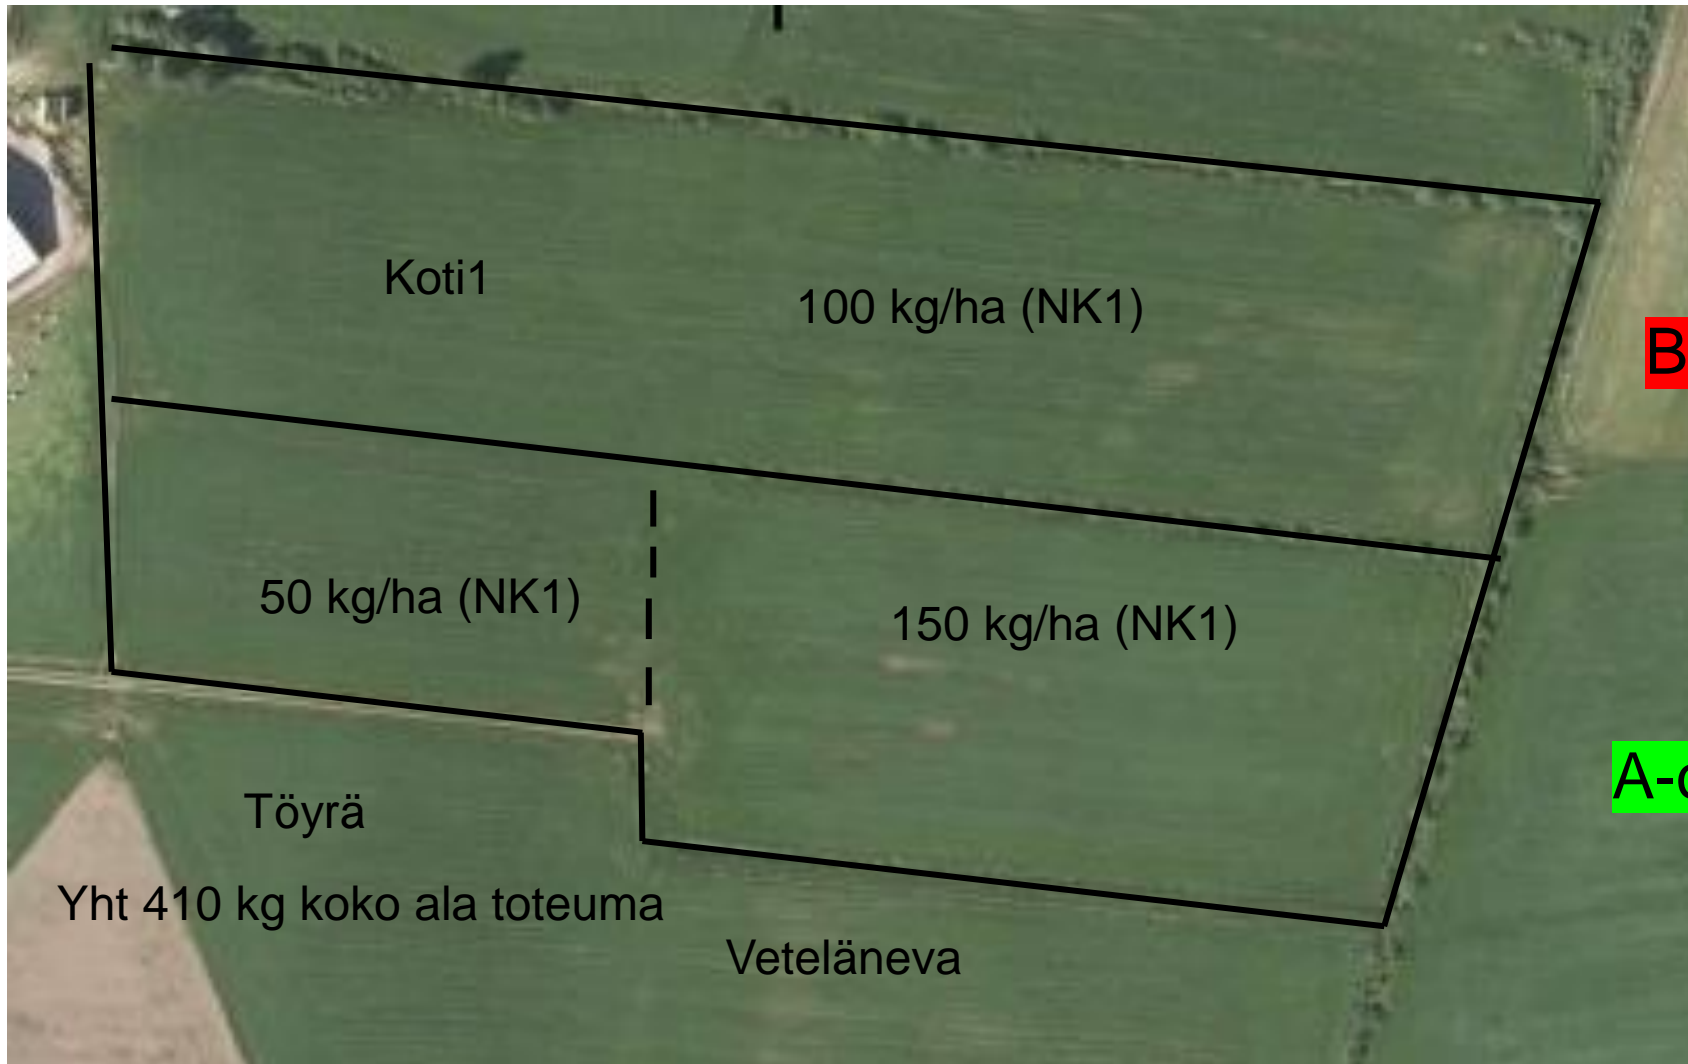 Koti1
100 kg/ha (NK1)
B
50 kg/ha (NK1)
150 kg/ha (NK1)
A-
Töyrä
Yht 410 kg koko ala toteuma
Veteläneva